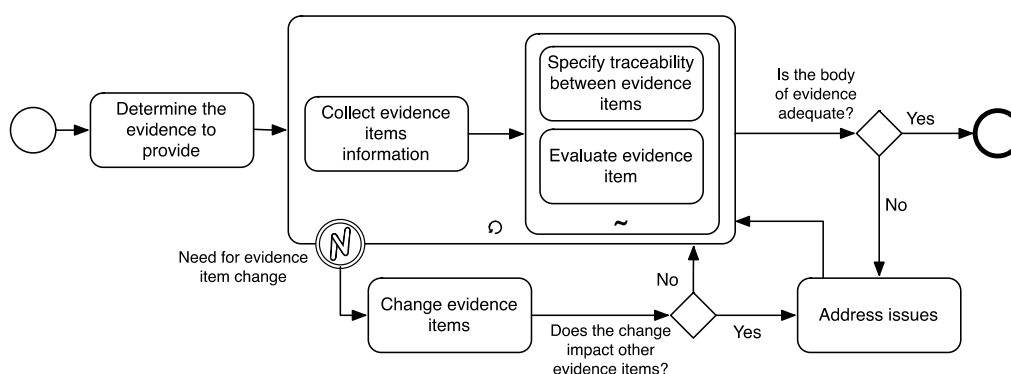 Determine the
evidence to
provide
Collect evidence
items
information
Specify traceability
between evidence
items
Evaluate evidence
item
~
Is the body
of evidence
adequate?
Yes
No
Need for evidence
item change
Change evidence
items
No
Does the change
impact other
evidence items?
Yes
Address issues